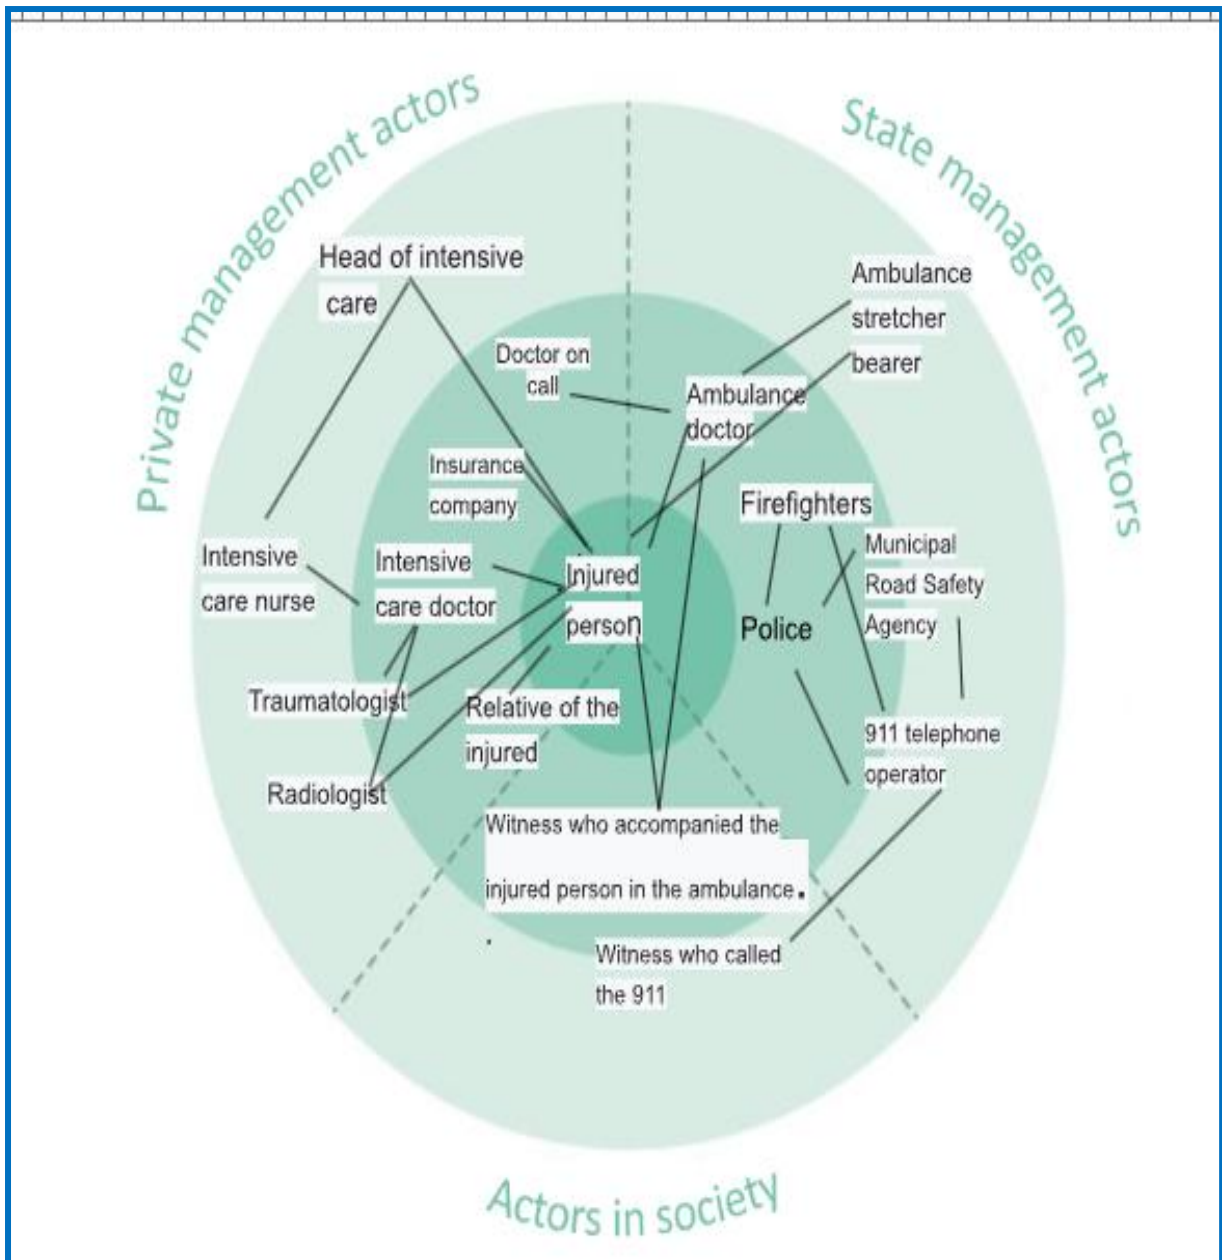 Private management actors
State management actors
Head of intensive
care
Ambulance
stretcher
bearer
Doctor on
call
Ambulance
doctor
Insurance
company
Firefighters
Municipal
Road Safety
Agency
Intensive
care nurse
Intensive
care doctor
Injured
person
Police
Traumatologist
Relative of the
injured
911 telephone
operator
Radiologist
Witness who accompanied the
injured person in the ambulance.
.
Witness who called
the 911
Actors in society